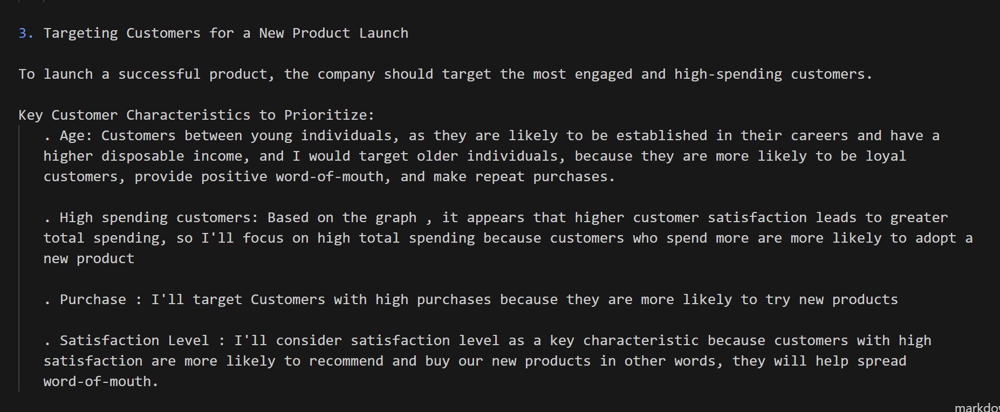 3. Targeting Customers for a New Product Launch
To launch a successful product, the company should target the most engaged and high-spending customers.
Key Customer Characteristics to Prioritize:
. Age: Customers between young individuals, as they are likely to be established in their careers and have a
higher disposable income, and I would target older individuals, because they are more likely to be loyal
customers, provide positive word-of-mouth, and make repeat purchases.
. High spending customers: Based on the graph , it appears that higher customer satisfaction leads to greater
total spending, so I'll focus on high total spending because customers who spend more are more likely to adopt a
new product
. Purchase : I'll target Customers with high purchases because they are more likely to try new products
. Satisfaction Level : I'll consider satisfaction level as a key characteristic because customers with high
satisfaction are more likely to recommend and buy our new products in other words, they will help spread
word-of-mouth.